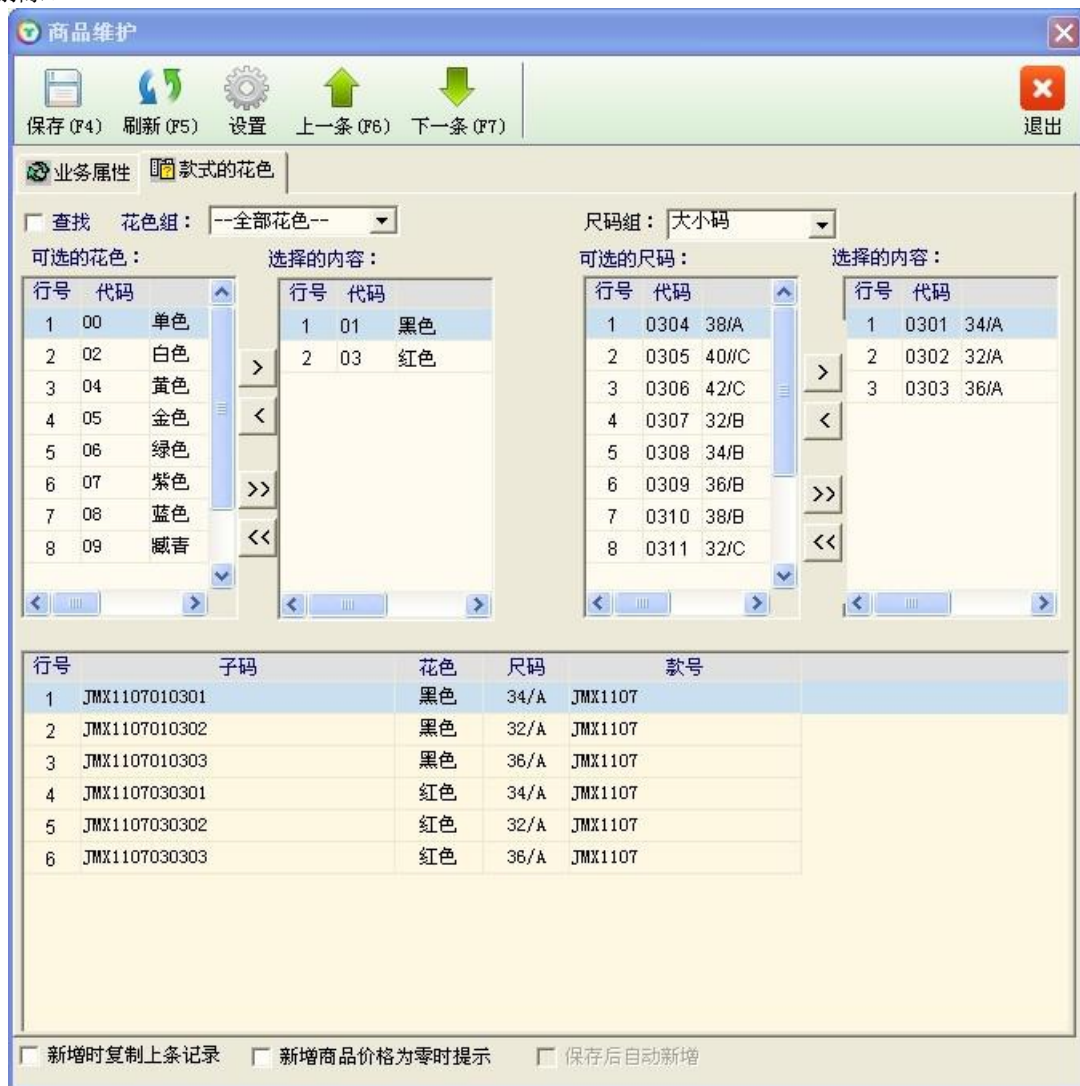 商品维护
保存(F4) 刷新(F5) 设置 上一条(F6) 下一条(F7) 退出
业务属性 款式的花色
查找 花色组： --全部花色-- 尺码组： 大小码
可选的花色： 选择的内容： 可选的尺码： 选择的内容：
行号 代码 行号 代码 行号 代码 行号 代码
1 00 单色 1 01 黑色 1 0304 38/A 1 0301 34/A
2 02 白色 2 03 红色 2 0305 40//C 2 0302 32/A
3 04 黄色 3 0306 42/C 3 0303 36/A
4 05 金色 4 0307 32/B
5 06 绿色 5 0308 34/B
6 07 紫色 6 0309 36/B
7 08 蓝色 7 0310 38/B
8 09 臧青 8 0311 32/C
> < >> <<
> < >> <<
行号 子码 花色 尺码 款号
1 JMX1107010301 黑色 34/A JMX1107
2 JMX1107010302 黑色 32/A JMX1107
3 JMX1107010303 黑色 36/A JMX1107
4 JMX1107030301 红色 34/A JMX1107
5 JMX1107030302 红色 32/A JMX1107
6 JMX1107030303 红色 36/A JMX1107
新增时复制上条记录 新增商品价格为零时提示 保存后自动新增